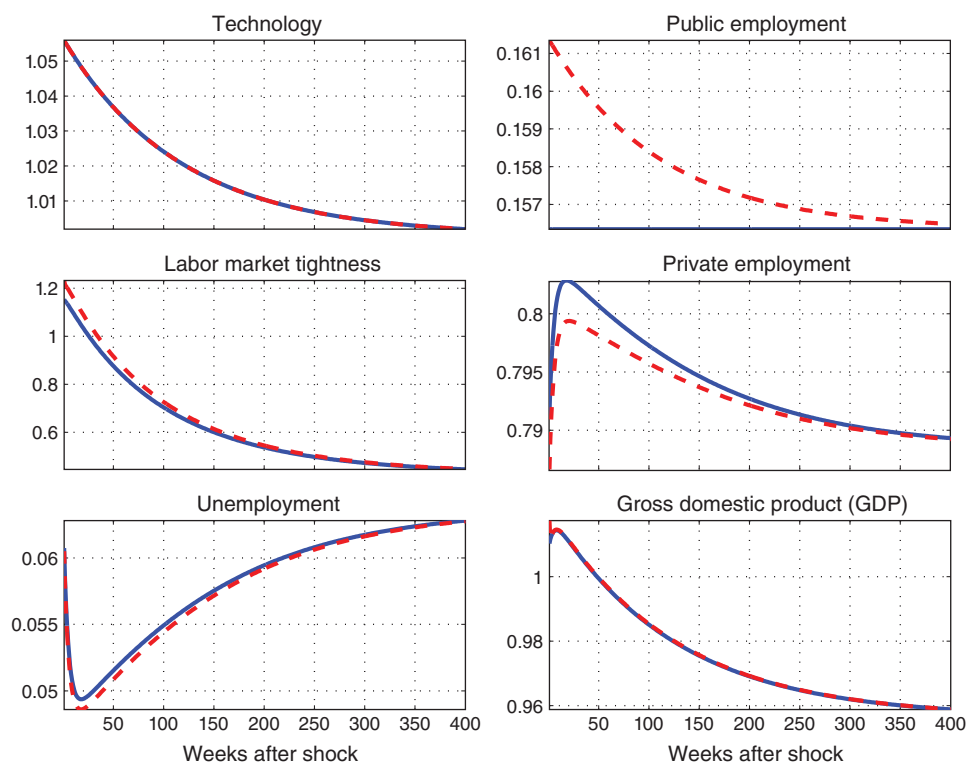 Technology
1.05
1.04
1.03
1.02
1.01
Public employment
0.161
0.16
0.159
0.158
0.157
Labor market tightness
1.2
1
0.8
0.6
Private employment
0.8
0.795
0.79
Unemployment
0.06
0.055
0.05
50 100 150 200 250 300 350 400
Weeks after shock
Gross domestic product (GDP)
1
0.98
0.96
50 100 150 200 250 300 350 400
Weeks after shock